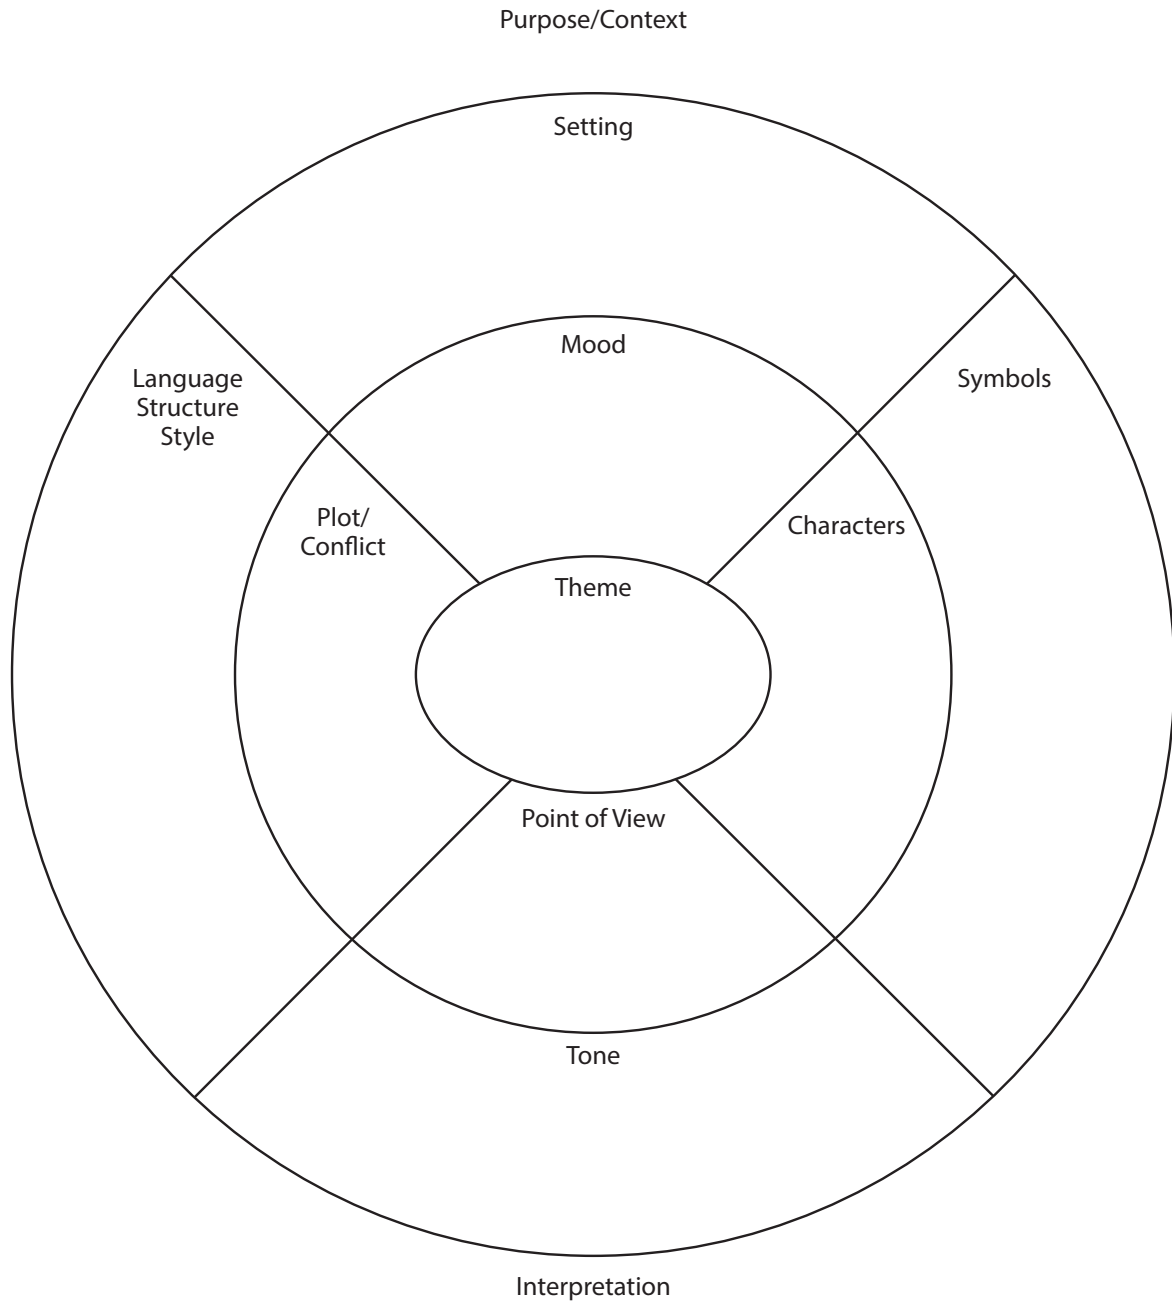 Purpose/Context
Setting
Mood
Language
Structure
Style
Symbols
Plot/
Conflict
Characters
Theme
Point of View
Tone
Interpretation